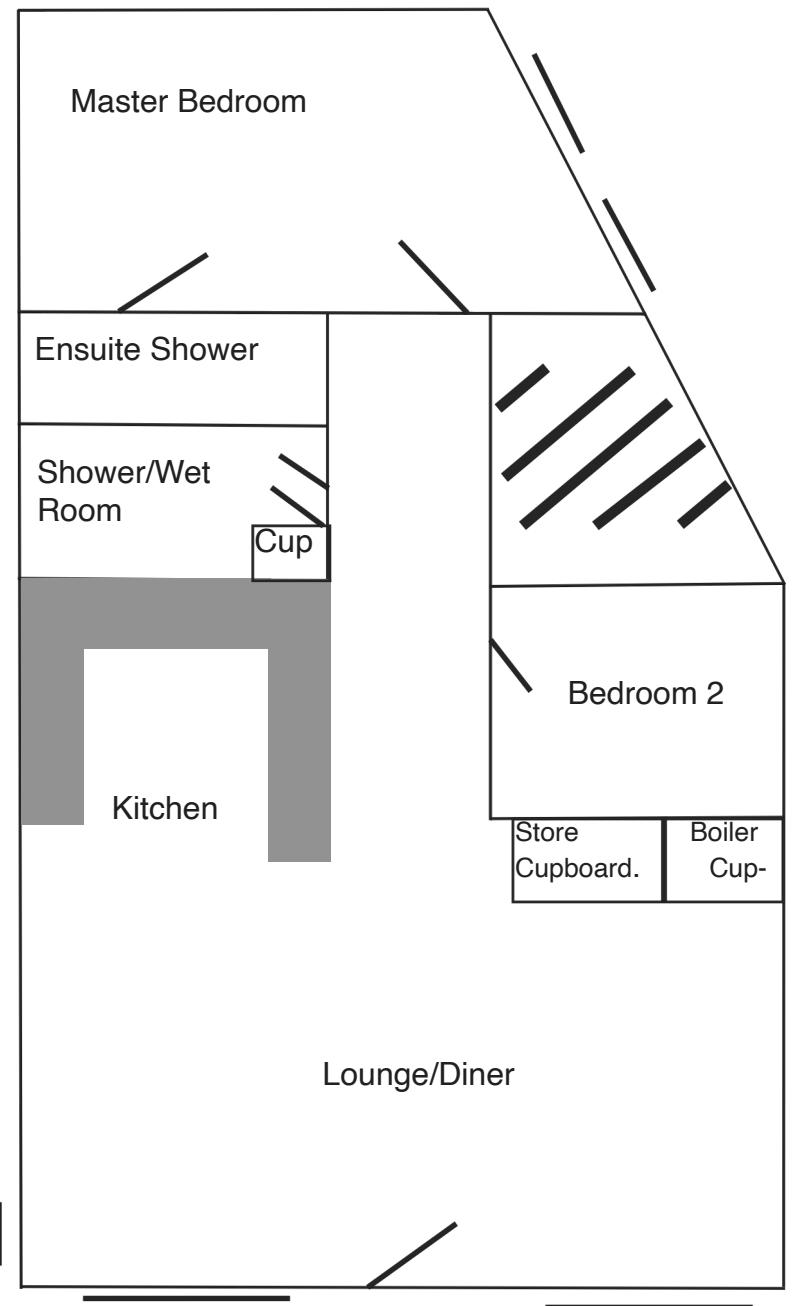 Master Bedroom
Ensuite Shower
Shower/Wet
Room
Cup
Bedroom 2
Kitchen
Store
Cupboard.
Boiler
Cup-
Lounge/Diner